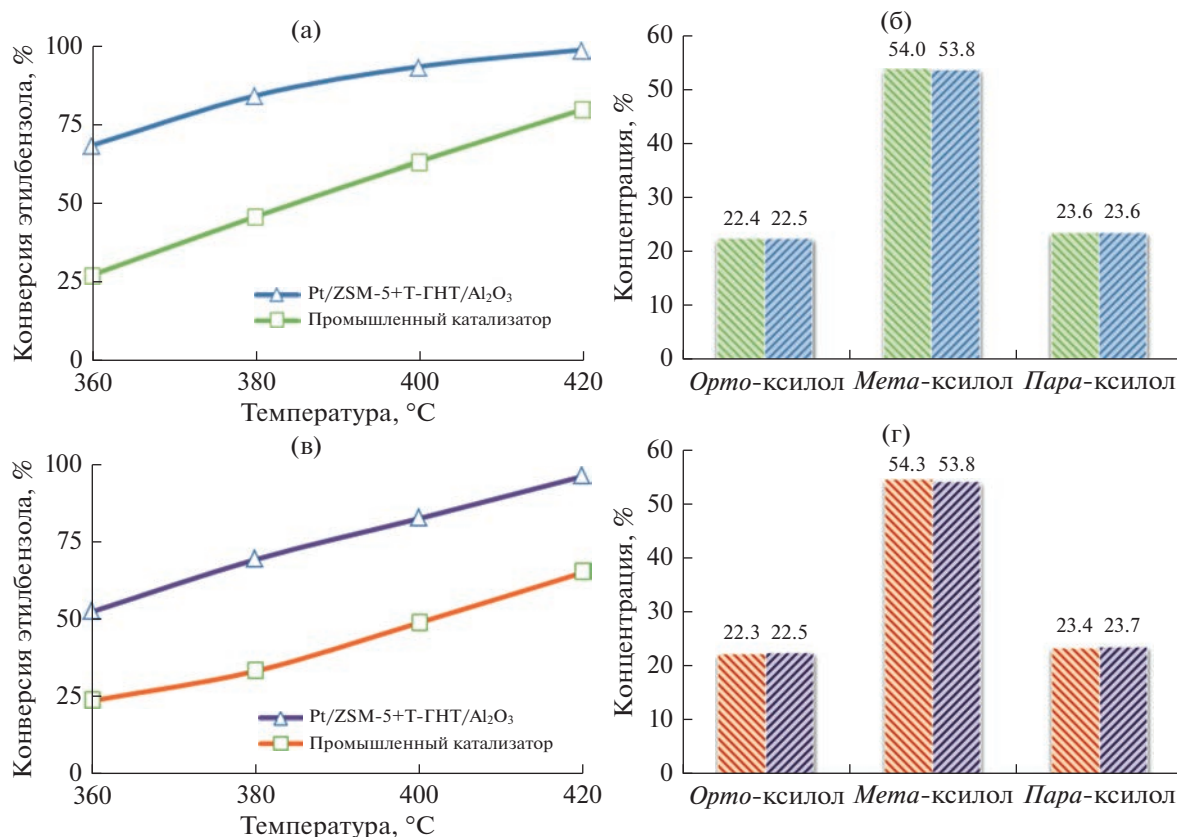 (а)
Конверсия этилбензола, %
100
75
50
25
0
Pt/ZSM-5+Т-ГНТ/Al₂O₃
Промышленный катализатор
360 380 400 420
Температура, °C
(б)
Концентрация, %
60
50
40
30
20
10
0
22.4 22.5
54.0 53.8
23.6 23.6
Орто-ксилол Мета-ксилол Пара-ксилол
(в)
Конверсия этилбензола, %
100
75
50
25
0
Pt/ZSM-5+Т-ГНТ/Al₂O₃
Промышленный катализатор
360 380 400 420
Температура, °C
(г)
Концентрация, %
60
50
40
30
20
10
0
22.3 22.5
54.3 53.8
23.4 23.7
Орто-ксилол Мета-ксилол Пара-ксилол